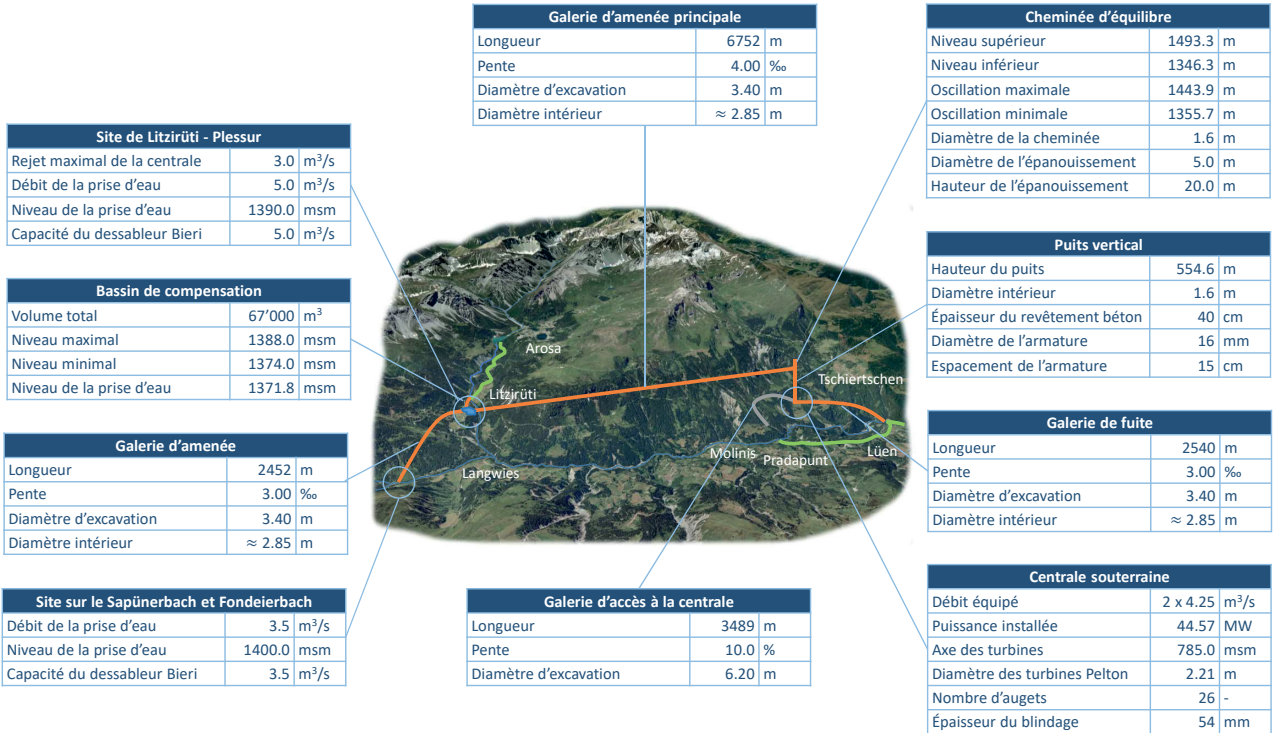 Galerie d'amenée principale
Longueur 6752 m
Pente 4.00 ‰
Diamètre d'excavation 3.40 m
Diamètre intérieur ≈ 2.85 m
Cheminée d'équilibre
Niveau supérieur 1493.3 m
Niveau inférieur 1346.3 m
Oscillation maximale 1443.9 m
Oscillation minimale 1355.7 m
Diamètre de la cheminée 1.6 m
Diamètre de l'épanouissement 5.0 m
Hauteur de l'épanouissement 20.0 m
Site de Litzirüti - Plessur
Rejet maximal de la centrale 3.0 m³/s
Débit de la prise d'eau 5.0 m³/s
Niveau de la prise d'eau 1390.0 msm
Capacité du dessableur Bieri 5.0 m³/s
Puits vertical
Hauteur du puits 554.6 m
Diamètre intérieur 1.6 m
Épaisseur du revêtement béton 40 cm
Diamètre de l'armature 16 mm
Espacement de l'armature 15 cm
Bassin de compensation
Volume total 67'000 m³
Niveau maximal 1388.0 msm
Niveau minimal 1374.0 msm
Niveau de la prise d'eau 1371.8 msm
Arosa
Tschiertschen
Litzirüti
Molinis
Pradapunt
Lüen
Langwies
Galerie d'amenée
Longueur 2452 m
Pente 3.00 ‰
Diamètre d'excavation 3.40 m
Diamètre intérieur ≈ 2.85 m
Galerie de fuite
Longueur 2540 m
Pente 3.00 ‰
Diamètre d'excavation 3.40 m
Diamètre intérieur ≈ 2.85 m
Site sur le Sapünerbach et Fondeierbach
Débit de la prise d'eau 3.5 m³/s
Niveau de la prise d'eau 1400.0 msm
Capacité du dessableur Bieri 3.5 m³/s
Galerie d'accès à la centrale
Longueur 3489 m
Pente 10.0 %
Diamètre d'excavation 6.20 m
Centrale souterraine
Débit équipé 2 x 4.25 m³/s
Puissance installée 44.57 MW
Axe des turbines 785.0 msm
Diamètre des turbines Pelton 2.21 m
Nombre d'augets 26 -
Épaisseur du blindage 54 mm